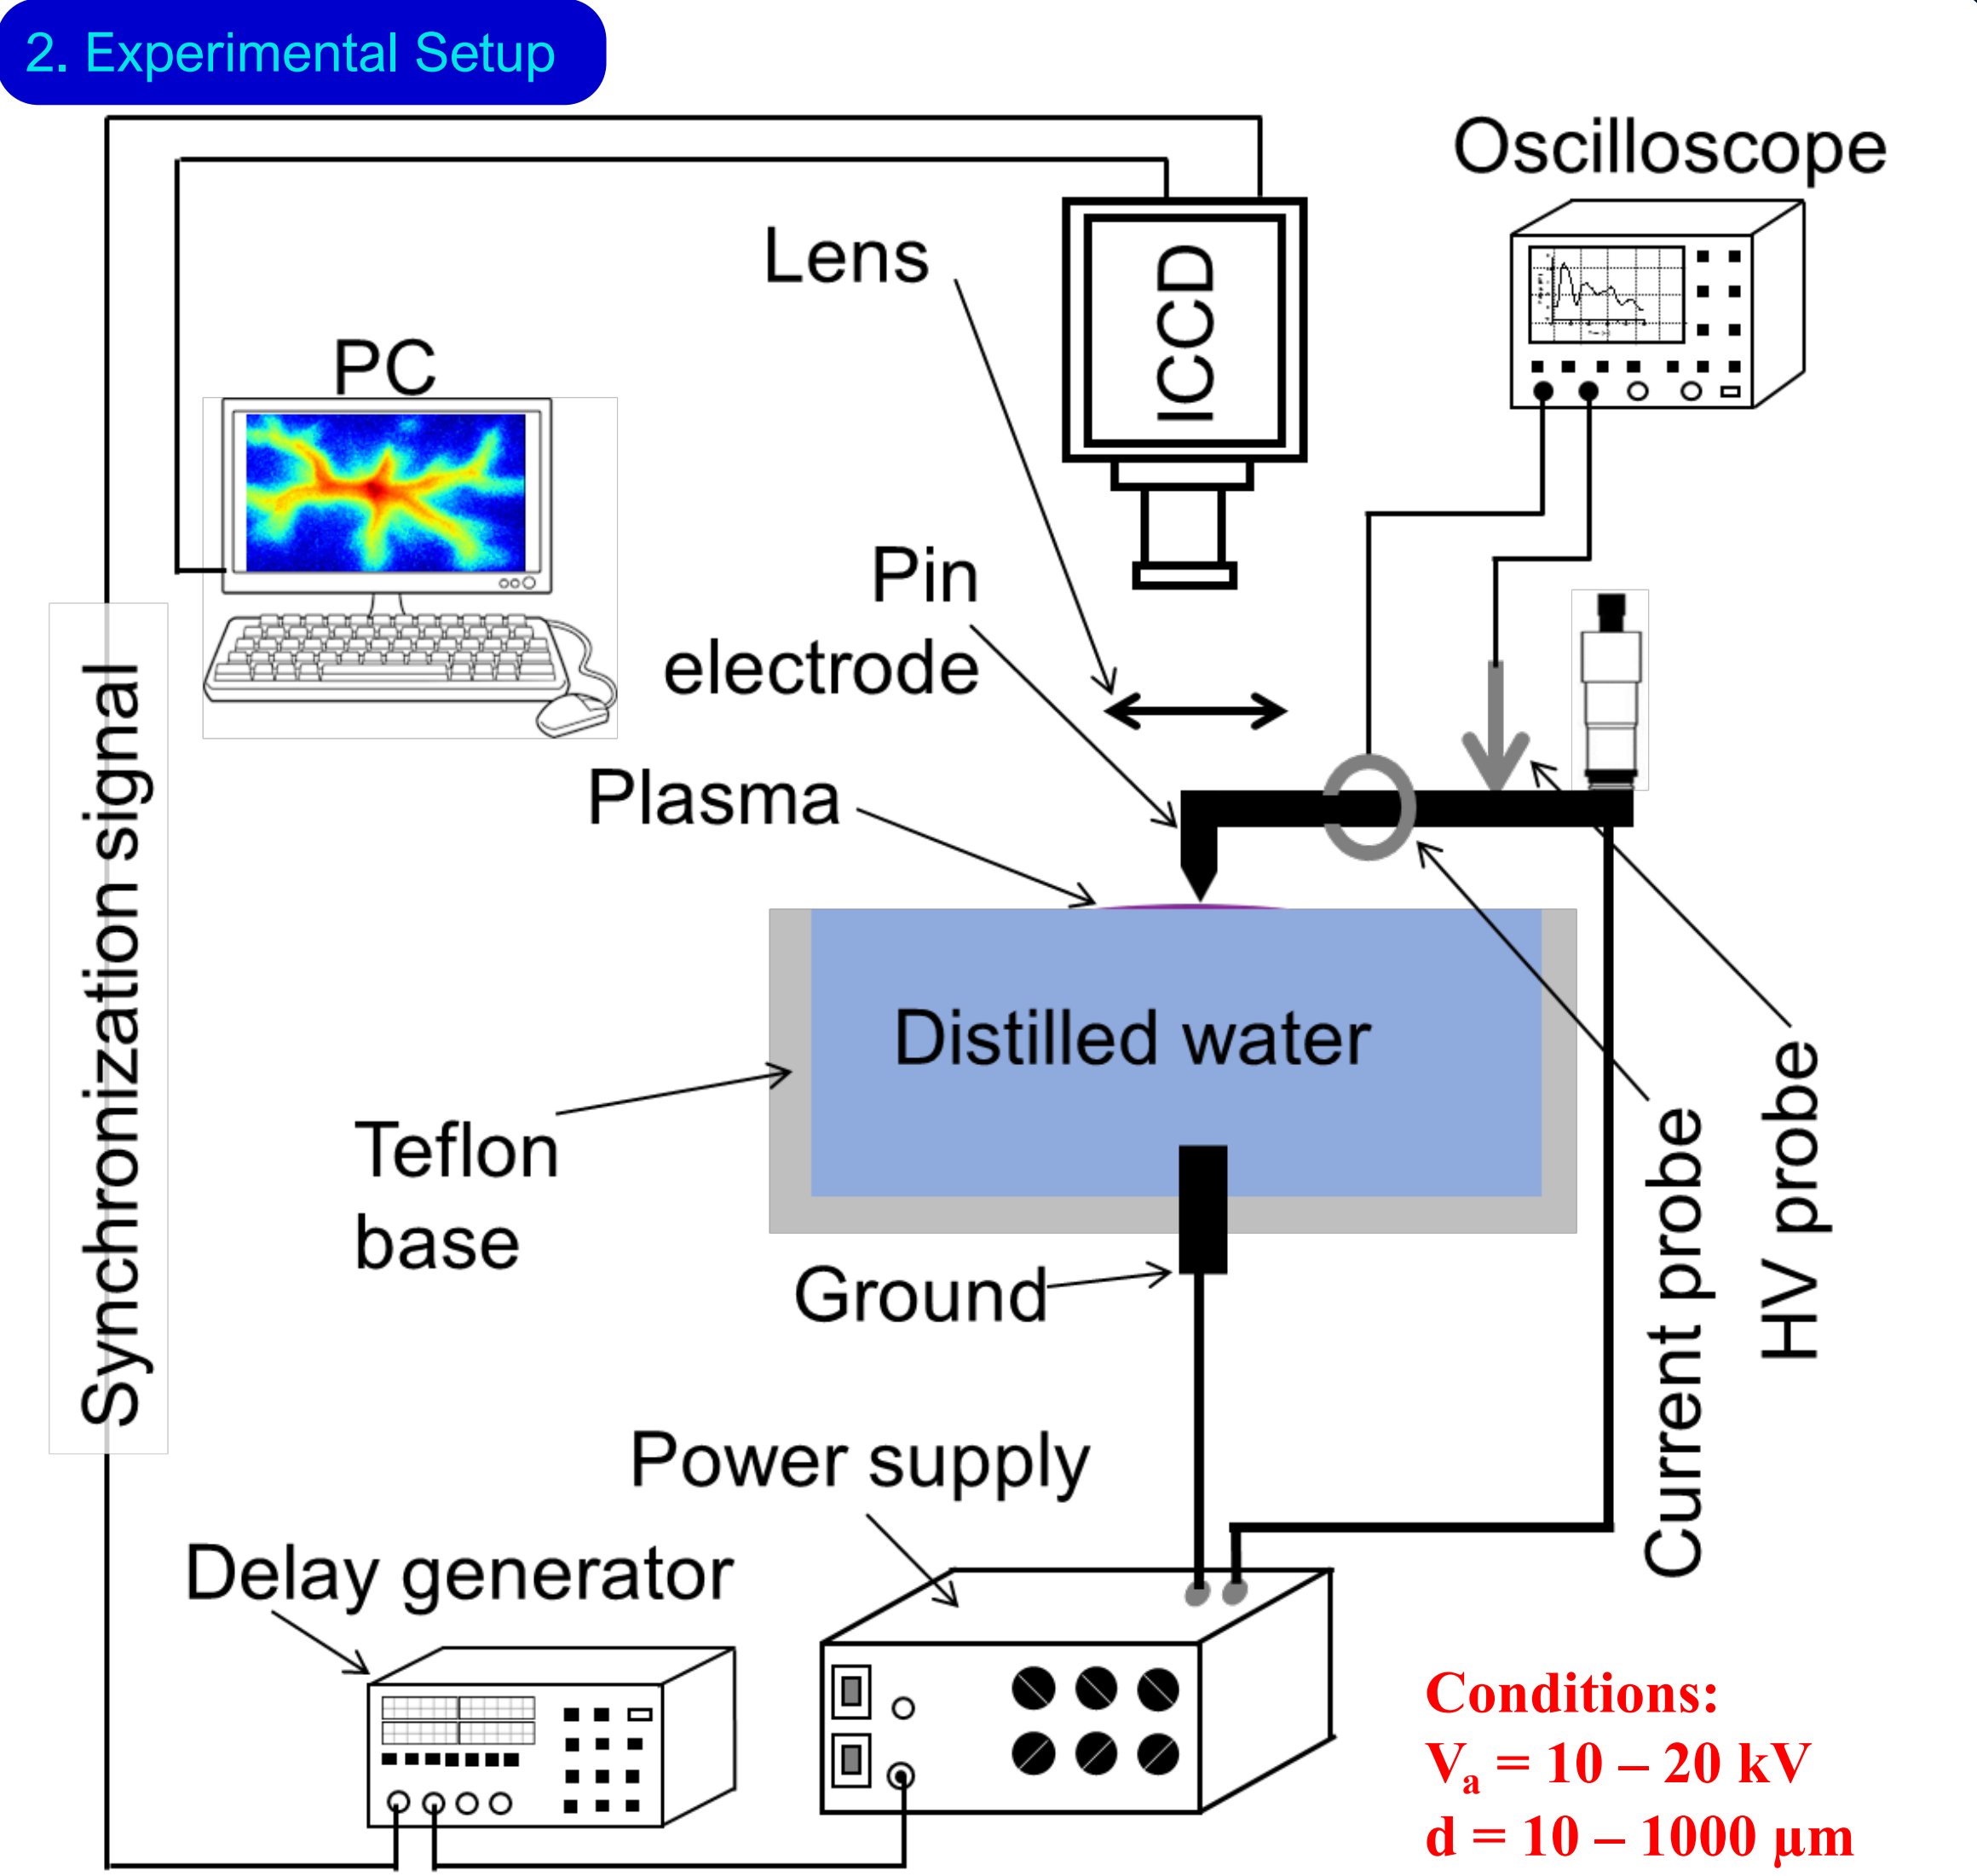 2. Experimental Setup
Oscilloscope
Lens
ICCD
PC
Pin
electrode
Plasma
Synchronization signal
Distilled water
Teflon
base
Ground
Current probe
HV probe
Power supply
Delay generator
Conditions:
Va = 10 – 20 kV
d = 10 – 1000 μm